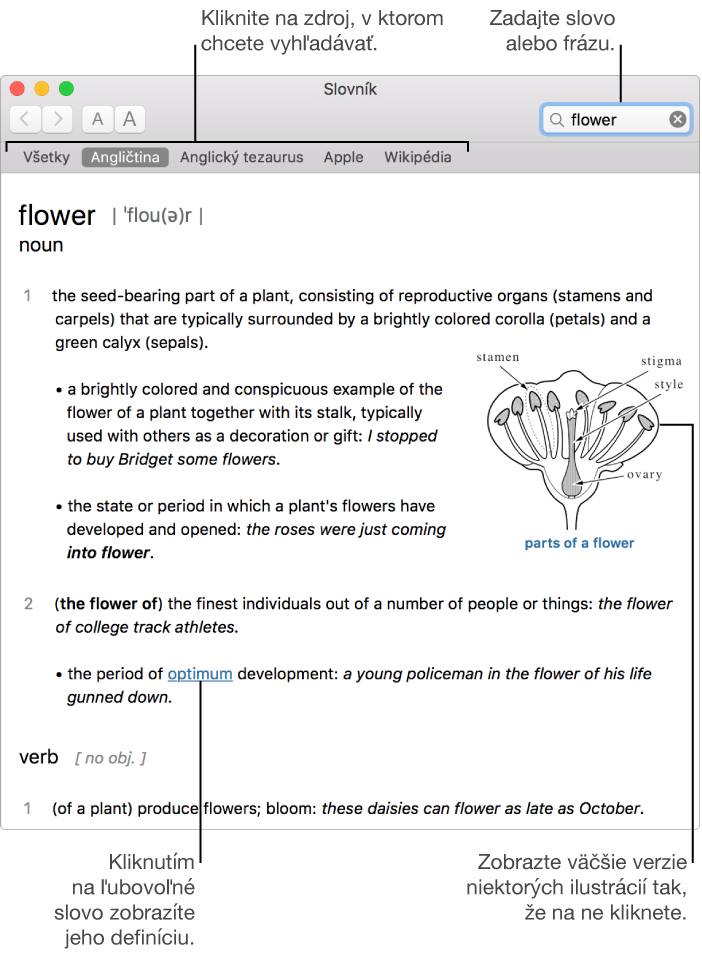 Kliknite na zdroj, v ktorom
chcete vyhľadávať.
Zadajte slovo
alebo frázu.
Slovník
A A
flower
Všetky Angličtina Anglický tezaurus Apple Wikipédia
flower | ˈflou(ə)r |
noun
1 the seed-bearing part of a plant, consisting of reproductive organs (stamens and
carpels) that are typically surrounded by a brightly colored corolla (petals) and a
green calyx (sepals).
• a brightly colored and conspicuous example of the
flower of a plant together with its stalk, typically
used with others as a decoration or gift: I stopped
to buy Bridget some flowers.
• the state or period in which a plant's flowers have
developed and opened: the roses were just coming
into flower.
stamen
stigma
style
ovary
parts of a flower
2 (the flower of) the finest individuals out of a number of people or things: the flower
of college track athletes.
• the period of optimum development: a young policeman in the flower of his life
gunned down.
verb [ no obj. ]
1 (of a plant) produce flowers; bloom: these daisies can flower as late as October.
Kliknutím
na ľubovoľné
slovo zobrazíte
jeho definíciu.
Zobrazte väčšie verzie
niektorých ilustrácií tak,
že na ne kliknete.